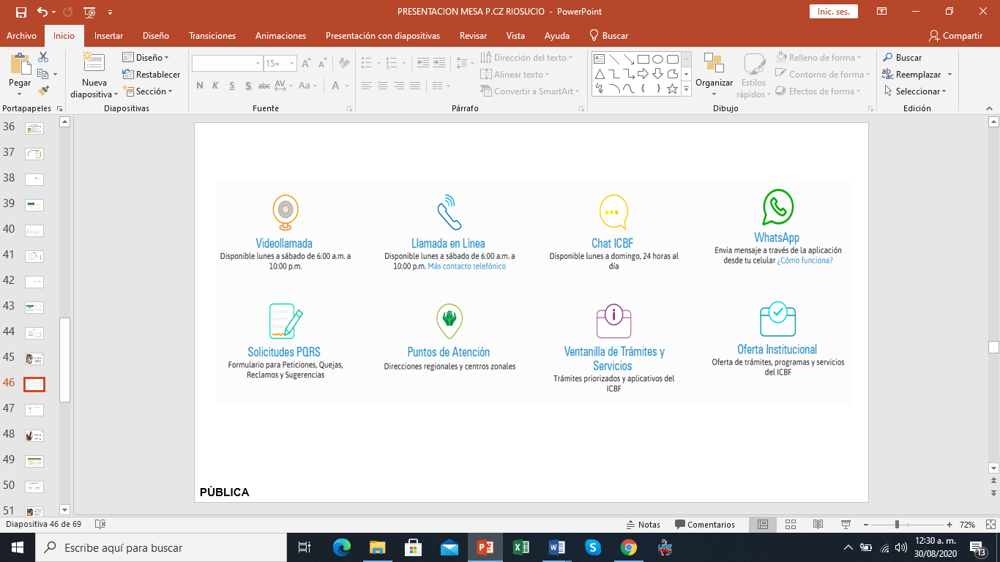 PRESENTACION MESA P.CZ RIOSUCIO - PowerPoint
Inic. ses.
Archivo Inicio Insertar Diseño Transiciones Animaciones Presentación con diapositivas Revisar Vista Ayuda Buscar Compartir
Pegar
Portapapeles
Nueva diapositiva
Diseño
Restablecer
Sección
Diapositivas
15+
N K S S abc AV Aa A
Fuente
Dirección del texto
Alinear texto
Convertir a SmartArt
Párrafo
Organizar
Estilos rápidos
Relleno de forma
Contorno de forma
Efectos de forma
Dibujo
Buscar
Reemplazar
Seleccionar
Edición
36
37
38
39
40
41
42
43
44
45
46
47
48
49
50
51
Videollamada
Disponible lunes a sábado de 6:00 a.m. a
10:00 p.m.
Llamada en Línea
Disponible lunes a sábado de 6:00 a.m. a
10:00 p.m. Más contacto telefónico
Chat ICBF
Disponible lunes a domingo, 24 horas al
día
WhatsApp
Envia mensaje a través de la aplicación
desde tu celular ¿Cómo funciona?
Solicitudes PQRS
Formulario para Peticiones, Quejas,
Reclamos y Sugerencias
Puntos de Atención
Direcciones regionales y centros zonales
Ventanilla de Trámites y
Servicios
Trámites priorizados y aplicativos del
ICBF
Oferta Institucional
Oferta de trámites, programas y servicios
del ICBF
PÚBLICA
Diapositiva 46 de 69
Notas
Comentarios
72%
Escribe aquí para buscar
12:30 a. m.
30/08/2020
13